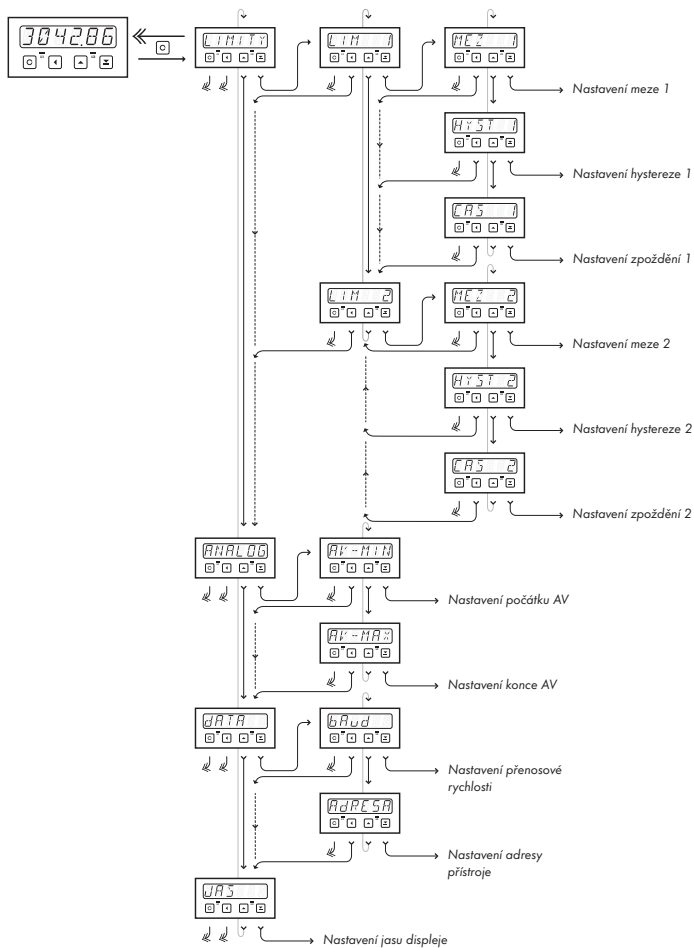 3042.86
LIMITY
LIM 1
MEZ 1
Nastavení meze 1
HYST 1
Nastavení hystereze 1
CAS 1
Nastavení zpoždění 1
LIM 2
MEZ 2
Nastavení meze 2
HYST 2
Nastavení hystereze 2
CAS 2
Nastavení zpoždění 2
ANALOG
AV-MIN
Nastavení počátku AV
AV-MAX
Nastavení konce AV
dATA
bAud
Nastavení přenosové
rychlosti
AdRESA
Nastavení adresy
přístroje
JAS
Nastavení jasu displeje